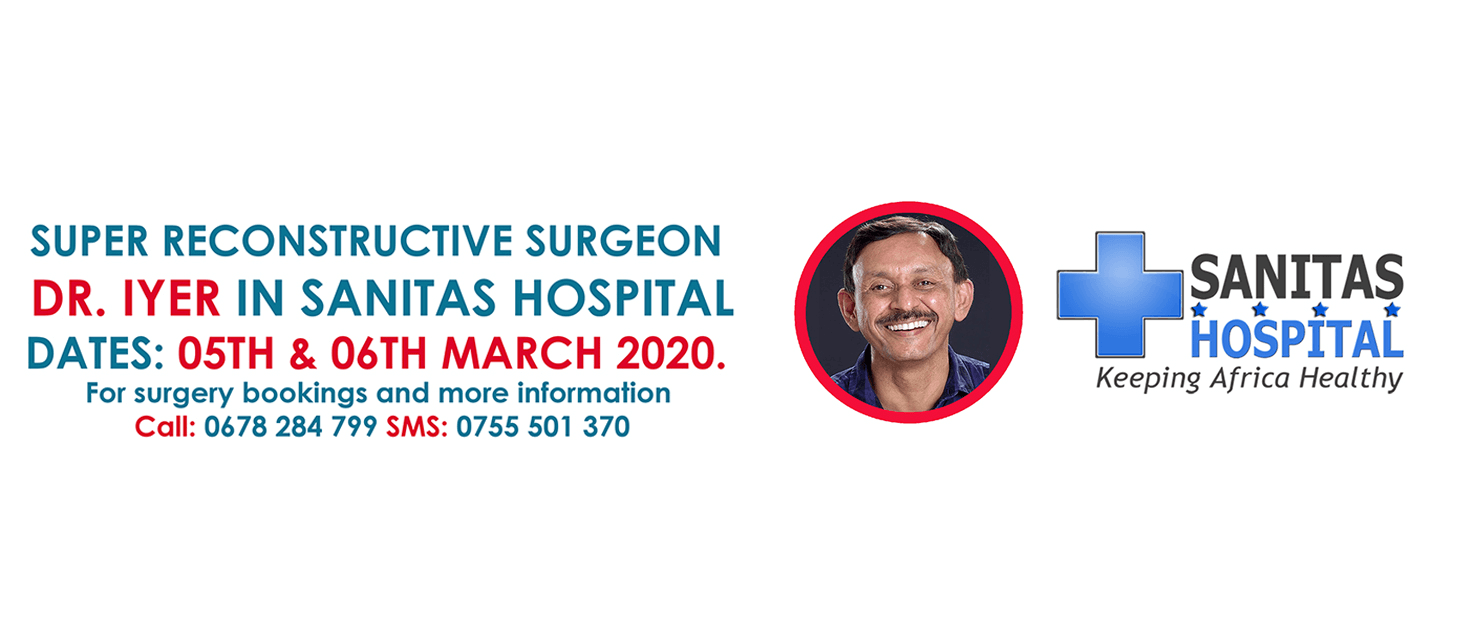 SUPER RECONSTRUCTIVE SURGEON
DR. IYER IN SANITAS HOSPITAL
DATES: 05TH & 06TH MARCH 2020.
For surgery bookings and more information
Call: 0678 284 799 SMS: 0755 501 370
SANITAS
HOSPITAL
Keeping Africa Healthy